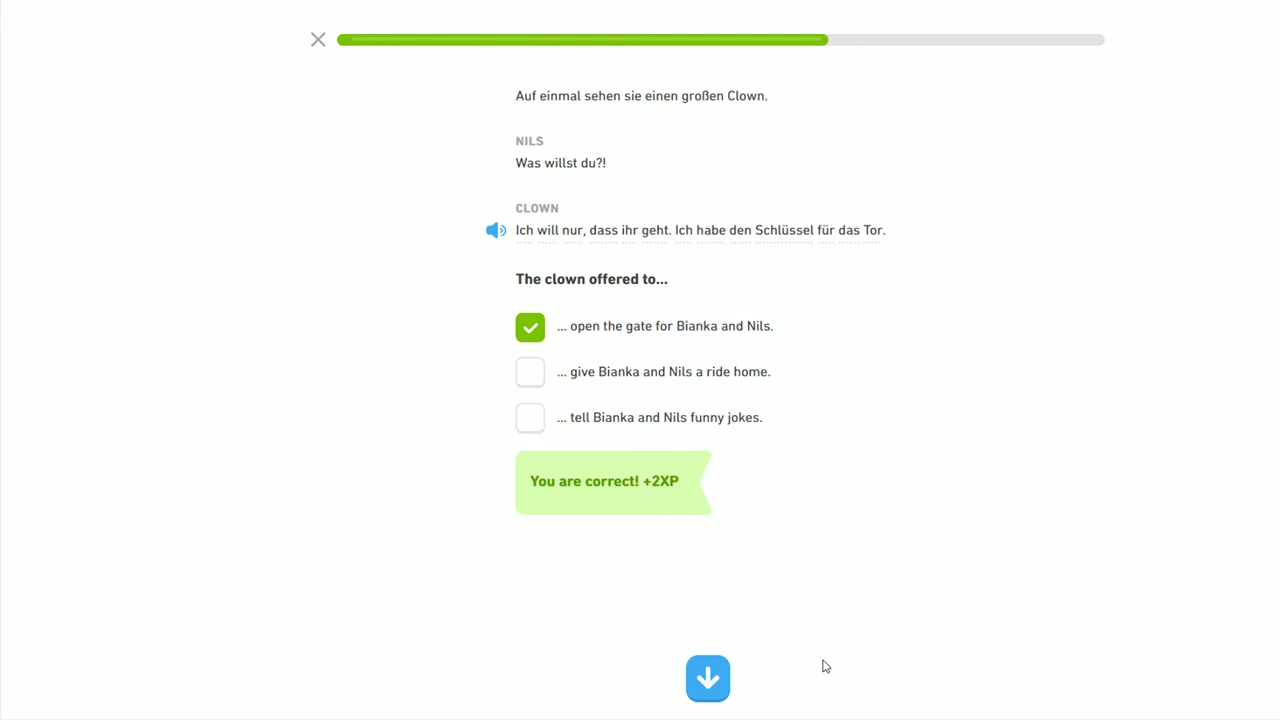 Auf einmal sehen sie einen großen Clown.
NILS
Was willst du?!
CLOWN
Ich will nur, dass ihr geht. Ich habe den Schlüssel für das Tor.
The clown offered to...
... open the gate for Bianka and Nils.
... give Bianka and Nils a ride home.
... tell Bianka and Nils funny jokes.
You are correct! +2XP